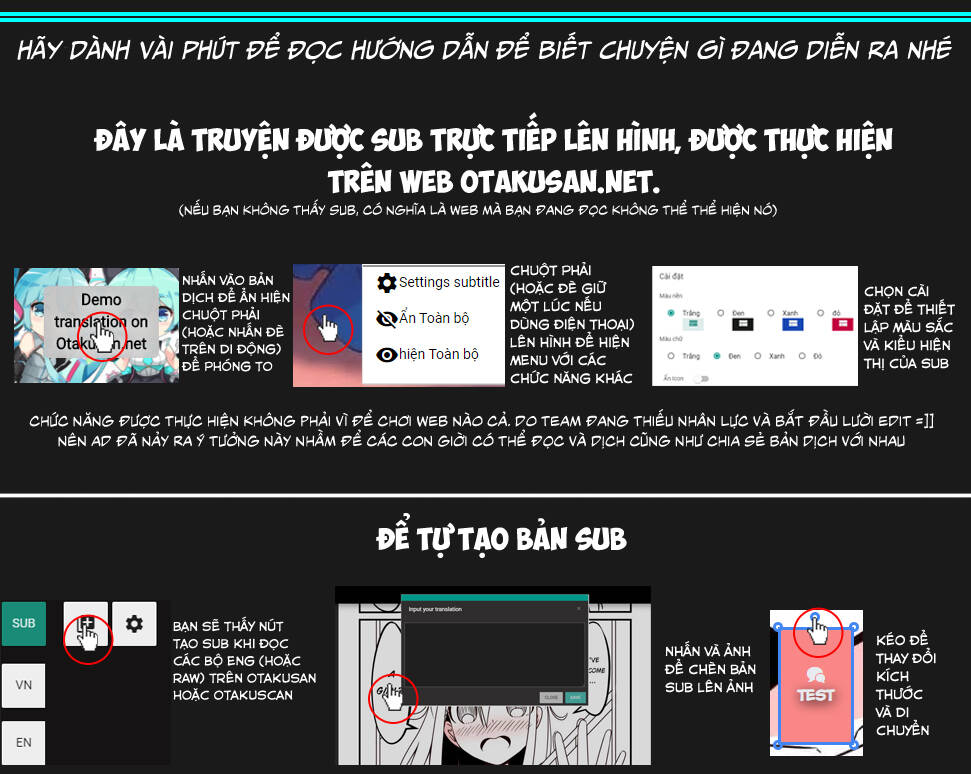 HÃY DÀNH VÀI PHÚT ĐỂ ĐỌC HƯỚNG DẪN ĐỂ BIẾT CHUYỆN GÌ ĐANG DIỄN RA NHÉ
ĐÂY LÀ TRUYỆN ĐƯỢC SUB TRỰC TIẾP LÊN HÌNH, ĐƯỢC THỰC HIỆN
TRÊN WEB OTAKUSAN.NET.
(NẾU BẠN KHÔNG THẤY SUB, CÓ NGHĨA LÀ WEB MÀ BẠN ĐANG ĐỌC KHÔNG THỂ THỂ HIỆN NÓ)
Demo
translation on
Otakusan.net
NHẤN VÀO BẢN
DỊCH ĐỂ ẨN HIỆN
CHUỘT PHẢI
(HOẶC NHẤN ĐÈ
TRÊN DI ĐỘNG)
ĐỂ PHÓNG TO
Settings subtitle
Ẩn Toàn bộ
hiện Toàn bộ
CHUỘT PHẢI
(HOẶC ĐÈ GIỮ
MỘT LÚC NẾU
DÙNG ĐIỆN THOẠI)
LÊN HÌNH ĐỂ HIỆN
MENU VỚI CÁC
CHỨC NĂNG KHÁC
Cài đặt
Màu nền
Trắng Đen Xanh đỏ
Màu chữ
Trắng Đen Xanh Đỏ
Ẩn Icon
CHỌN CÀI
ĐẶT ĐỂ THIẾT
LẬP MÀU SẮC
VÀ KIỂU HIỆN
THỊ CỦA SUB
CHỨC NĂNG ĐƯỢC THỰC HIỆN KHÔNG PHẢI VÌ ĐỂ CHƠI WEB NÀO CẢ. DO TEAM ĐANG THIẾU NHÂN LỰC VÀ BẮT ĐẦU LƯỜI EDIT =]]
NÊN AD ĐÃ NẢY RA Ý TƯỞNG NÀY NHẰM ĐỂ CÁC CON GIỜI CÓ THỂ ĐỌC VÀ DỊCH CŨNG NHƯ CHIA SẺ BẢN DỊCH VỚI NHAU
ĐỂ TỰ TẠO BẢN SUB
SUB
VN
EN
BẠN SẼ THẤY NÚT
TẠO SUB KHI ĐỌC
CÁC BỘ ENG (HOẶC
RAW) TRÊN OTAKUSAN
HOẶC OTAKUSCAN
Input your translation
CLOSE SAVE
NHẤN VÀ ẢNH
ĐỂ CHÈN BẢN
SUB LÊN ẢNH
TEST
KÉO ĐỂ
THAY ĐỔI
KÍCH
THƯỚC
VÀ DI
CHUYỂN